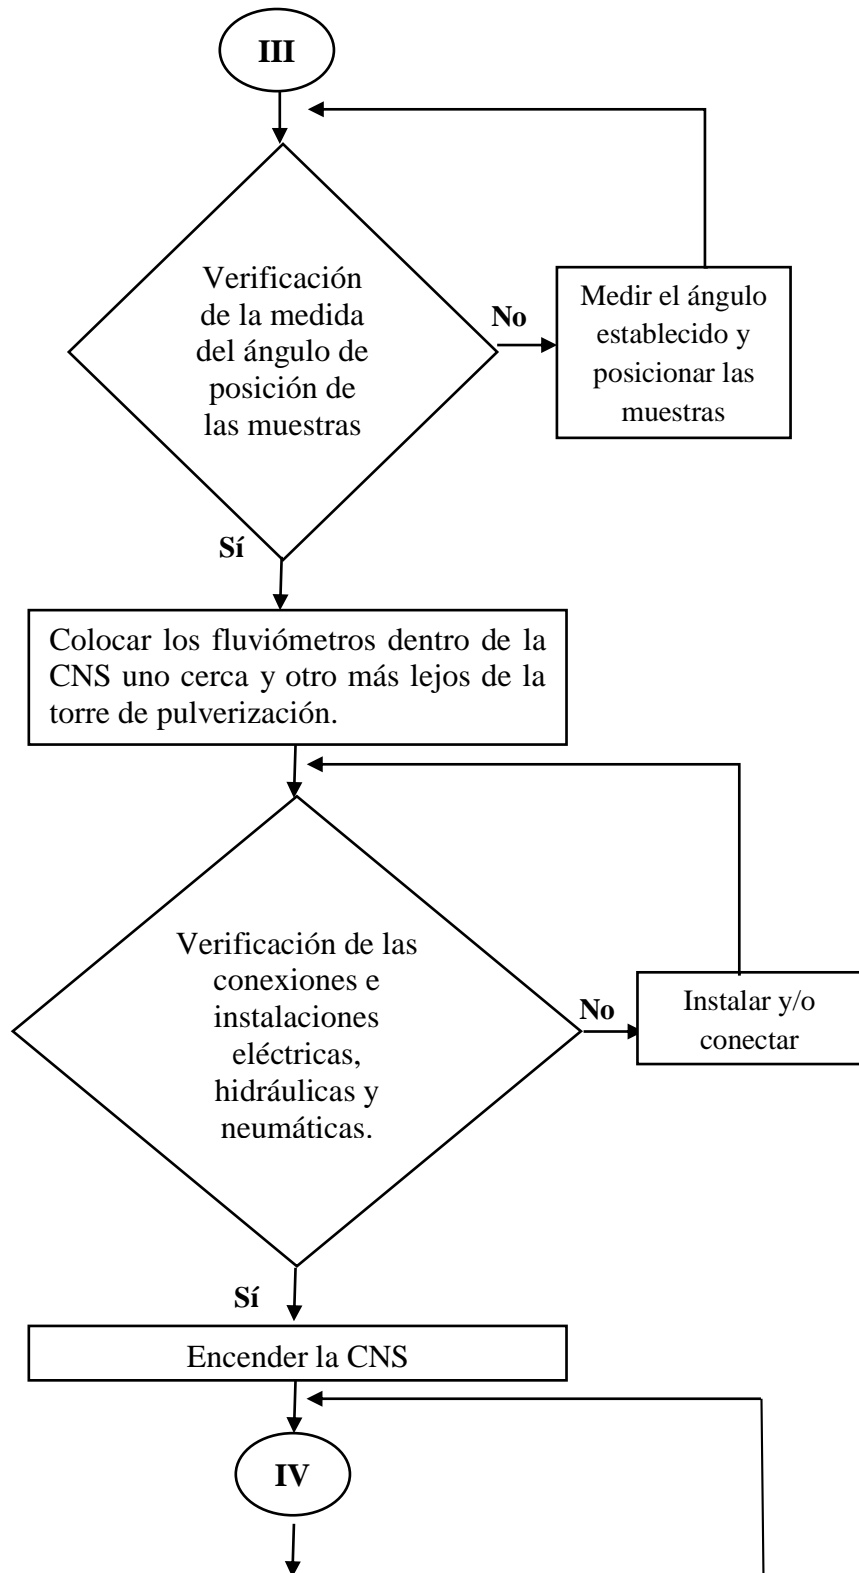 III
Verificación
de la medida
del ángulo de
posición de
las muestras
No
Medir el ángulo
establecido y
posicionar las
muestras
Sí
Colocar los fluviómetros dentro de la
CNS uno cerca y otro más lejos de la
torre de pulverización.
Verificación de las
conexiones e
instalaciones
eléctricas,
hidráulicas y
neumáticas.
No
Instalar y/o
conectar
Sí
Encender la CNS
IV